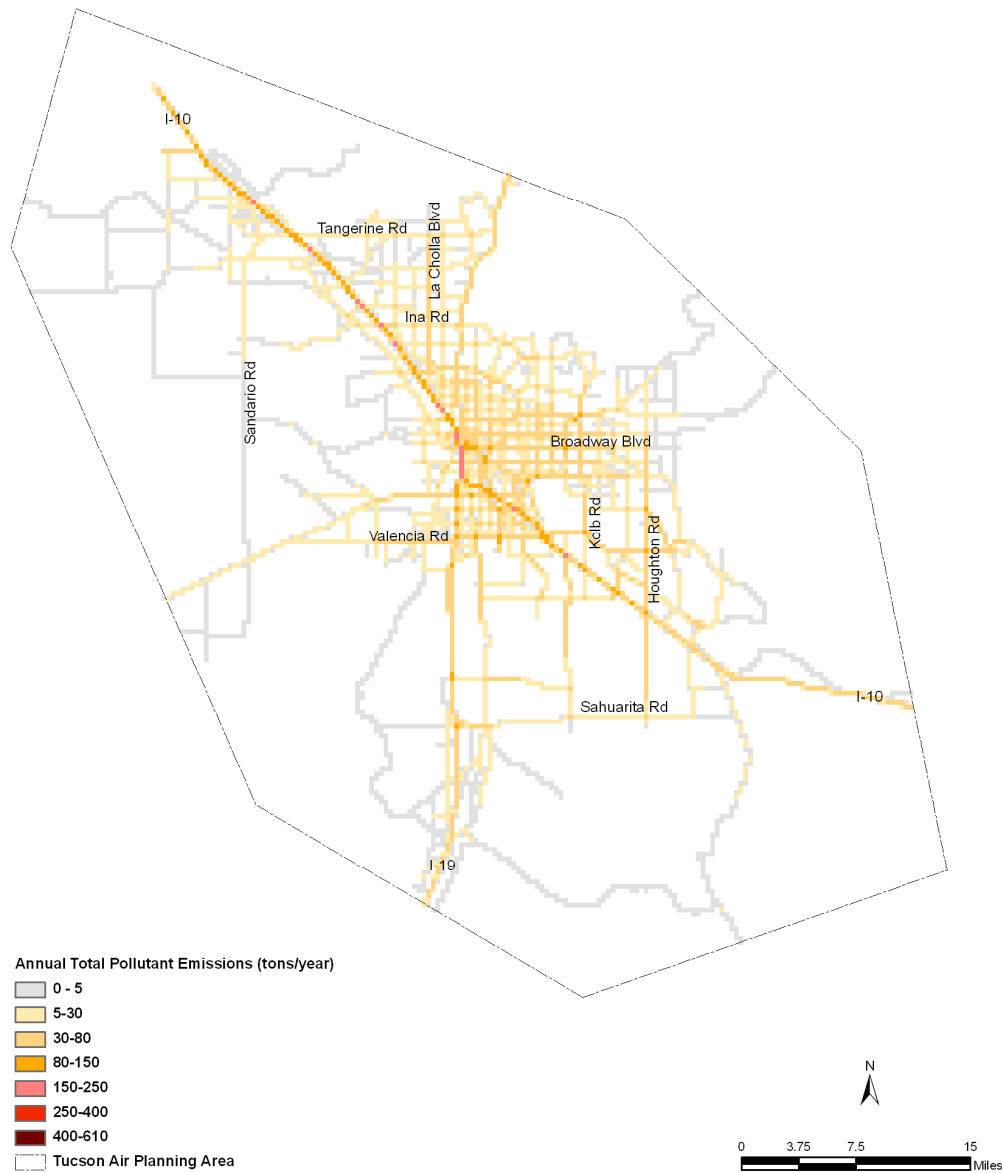 I-10
Tangerine Rd
La Cholla Blvd
Ina Rd
Sandario Rd
Broadway Blvd
Kclb Rd
Valencia Rd
Houghton Rd
I-10
Sahuarita Rd
I-19
Annual Total Pollutant Emissions (tons/year)
0 - 5
5-30
30-80
80-150
150-250
250-400
400-610
Tucson Air Planning Area
N
0 3.75 7.5 15
Miles